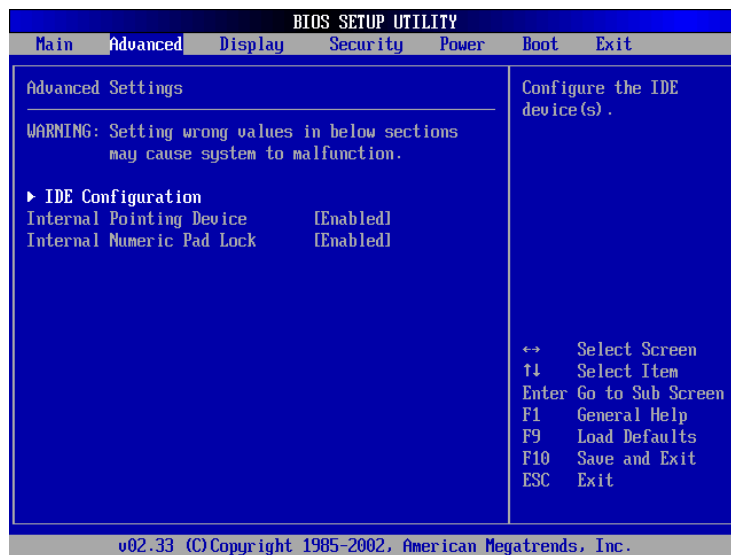 BIOS SETUP UTILITY
Main Advanced Display Security Power Boot Exit
Advanced Settings
WARNING: Setting wrong values in below sections
may cause system to malfunction.
▶ IDE Configuration
Internal Pointing Device [Enabled]
Internal Numeric Pad Lock [Enabled]
Configure the IDE
device(s).
↔ Select Screen
↑↓ Select Item
Enter Go to Sub Screen
F1 General Help
F9 Load Defaults
F10 Save and Exit
ESC Exit
v02.33 (C)Copyright 1985-2002, American Megatrends, Inc.